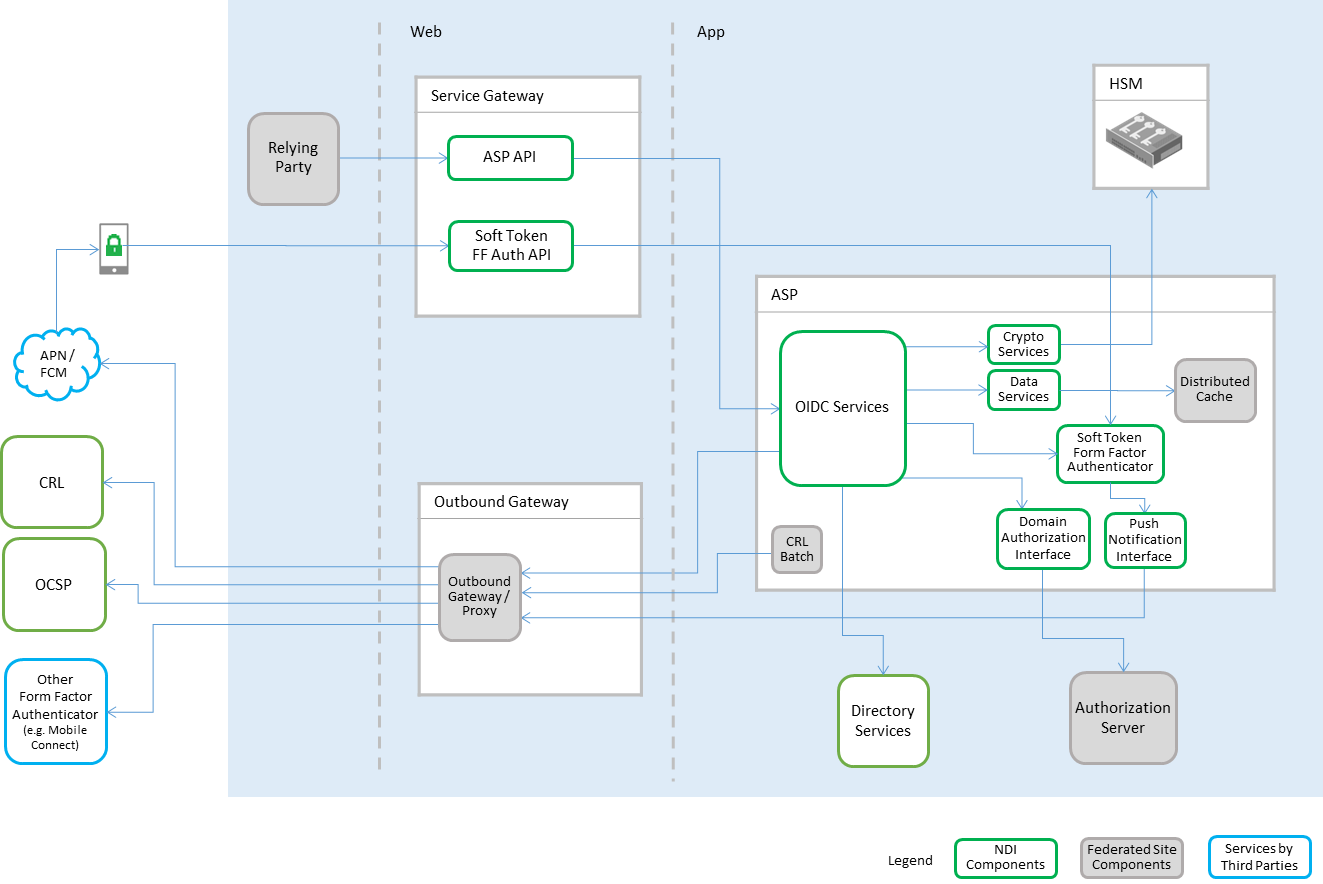 Web
App
Service Gateway
HSM
Relying
Party
ASP API
Soft Token
FF Auth API
ASP
APN /
FCM
OIDC Services
Crypto
Services
Data
Services
Distributed
Cache
Soft Token
Form Factor
Authenticator
CRL
Outbound Gateway
Domain
Authorization
Interface
Push
Notification
Interface
CRL
Batch
OCSP
Outbound
Gateway /
Proxy
Other
Form Factor
Authenticator
(e.g. Mobile
Connect)
Directory
Services
Authorization
Server
Legend
NDI
Components
Federated Site
Components
Services by
Third Parties